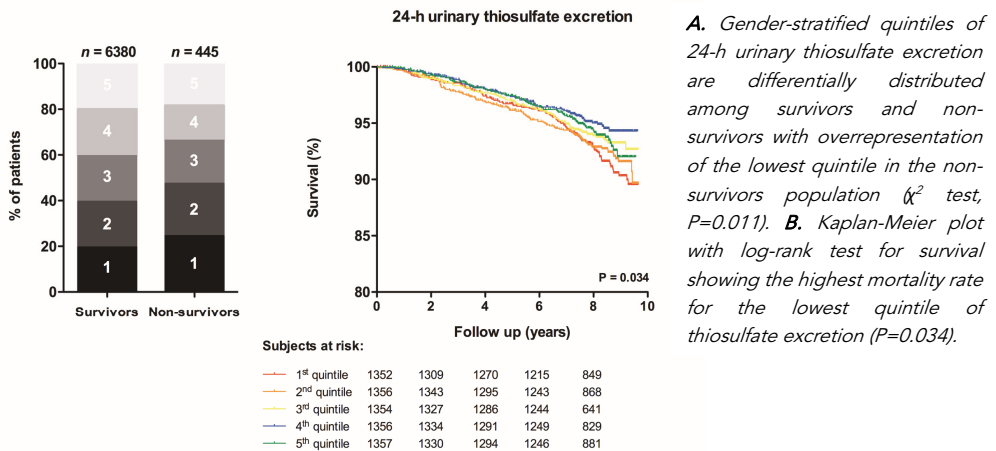 n = 6380 n = 445
% of patients
100
80
60
40
20
0
5 5
4 4
3 3
2 2
1 1
Survivors Non-survivors
24-h urinary thiosulfate excretion
Survival (%)
100
95
90
85
80
P = 0.034
0 2 4 6 8 10
Follow up (years)
Subjects at risk:
1st quintile 1352 1309 1270 1215 849
2nd quintile 1356 1343 1295 1243 868
3rd quintile 1354 1327 1286 1244 641
4th quintile 1356 1334 1291 1249 829
5th quintile 1357 1330 1294 1246 881
A. Gender-stratified quintiles of
24-h urinary thiosulfate excretion
are differentially distributed
among survivors and non-
survivors with overrepresentation
of the lowest quintile in the non-
survivors population (χ2 test,
P=0.011). B. Kaplan-Meier plot
with log-rank test for survival
showing the highest mortality rate
for the lowest quintile of
thiosulfate excretion (P=0.034).